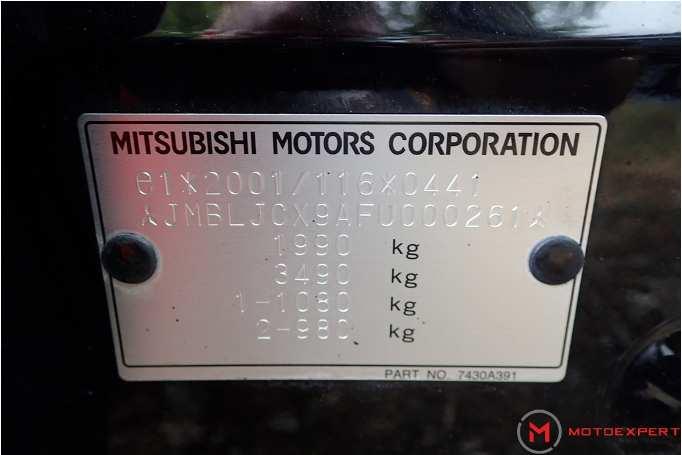 MITSUBISHI MOTORS CORPORATION
e1*2001/116*0441
*JMBLJCX9AFU000261*
1990 kg
3490 kg
1-1080 kg
2-980 kg
PART NO. 7430A391
M MOTOEXPERT